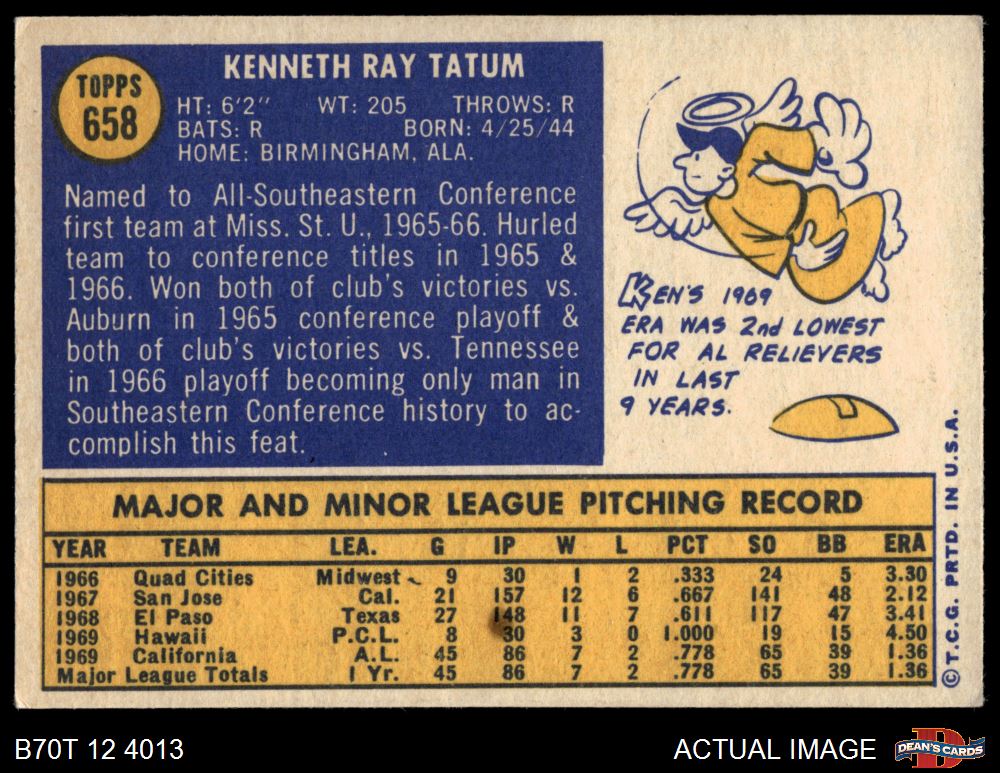 TOPPS
658
KENNETH RAY TATUM
HT: 6'2" WT: 205 THROWS: R
BATS: R BORN: 4/25/44
HOME: BIRMINGHAM, ALA.
Named to All-Southeastern Conference
first team at Miss. St. U., 1965-66. Hurled
team to conference titles in 1965 &
1966. Won both of club's victories vs.
Auburn in 1965 conference playoff &
both of club's victories vs. Tennessee
in 1966 playoff becoming only man in
Southeastern Conference history to ac-
complish this feat.
KEN'S 1969
ERA WAS 2nd LOWEST
FOR AL RELIEVERS
IN LAST
9 YEARS.
MAJOR AND MINOR LEAGUE PITCHING RECORD
YEAR TEAM LEA. G IP W L PCT SO BB ERA
1966 Quad Cities Midwest 9 30 1 2 .333 24 5 3.30
1967 San Jose Cal. 21 157 12 6 .667 141 48 2.12
1968 El Paso Texas 27 148 11 7 .611 117 47 3.41
1969 Hawaii P.C.L. 8 30 3 0 1.000 19 15 4.50
1969 California A.L. 45 86 7 2 .778 65 39 1.36
Major League Totals 1 Yr. 45 86 7 2 .778 65 39 1.36
© T.C.G. PRTD. IN U.S.A.
B70T 12 4013
ACTUAL IMAGE
D
DEAN'S CARDS